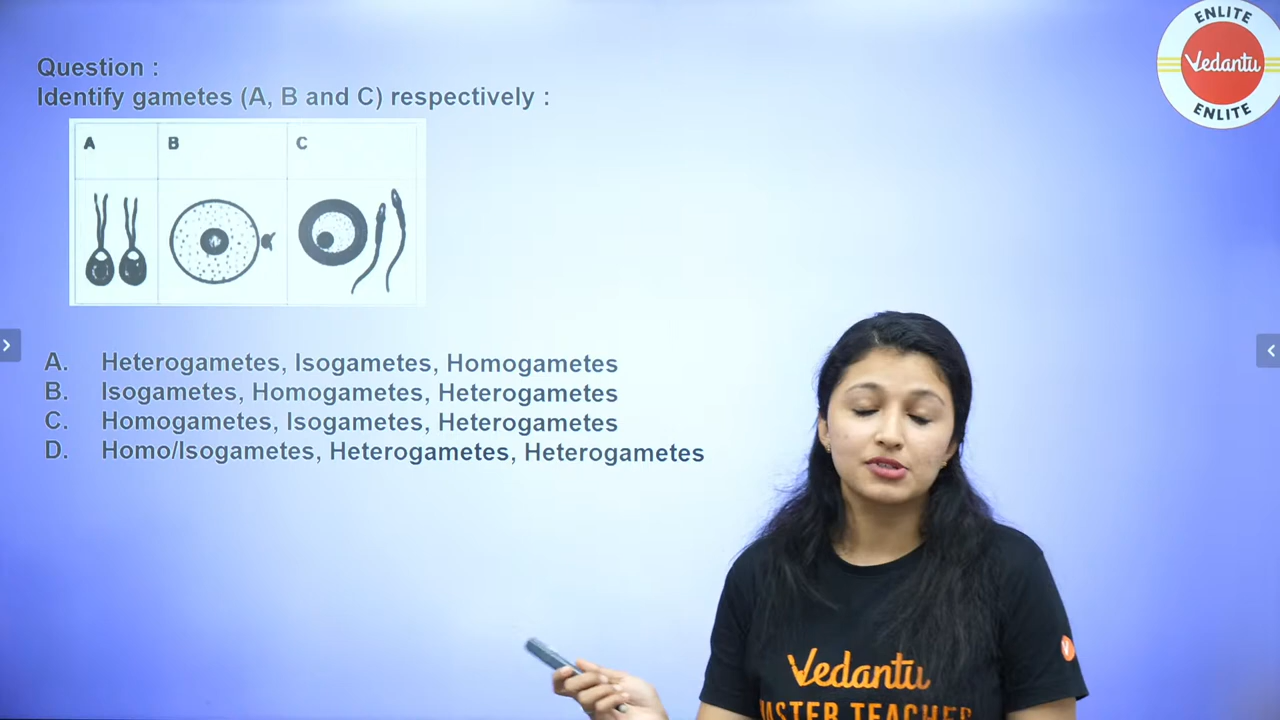 ENLITE
Vedantu
ENLITE
Question :
Identify gametes (A, B and C) respectively :
A B C
A. Heterogametes, Isogametes, Homogametes
B. Isogametes, Homogametes, Heterogametes
C. Homogametes, Isogametes, Heterogametes
D. Homo/Isogametes, Heterogametes, Heterogametes
V
Vedantu
MASTER TEACHER